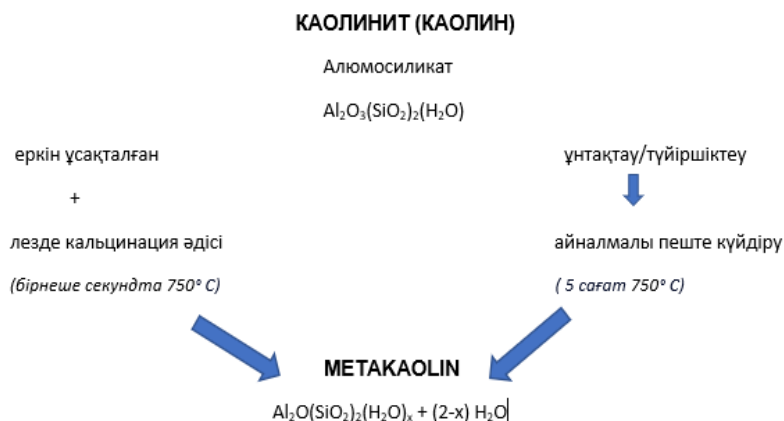 КАОЛИНИТ (КАОЛИН)
Алюмосиликат
Al₂O₃(SiO₂)₂(H₂O)
еркін ұсақталған
+
лезде кальцинация әдісі
(бірнеше секундта 750° С)
ұнтақтау/түйіршіктеу
айналмалы пеште күйдіру
( 5 сағат 750° С)
METAKAOLIN
Al₂O(SiO₂)₂(H₂O)ₓ + (2-x) H₂O